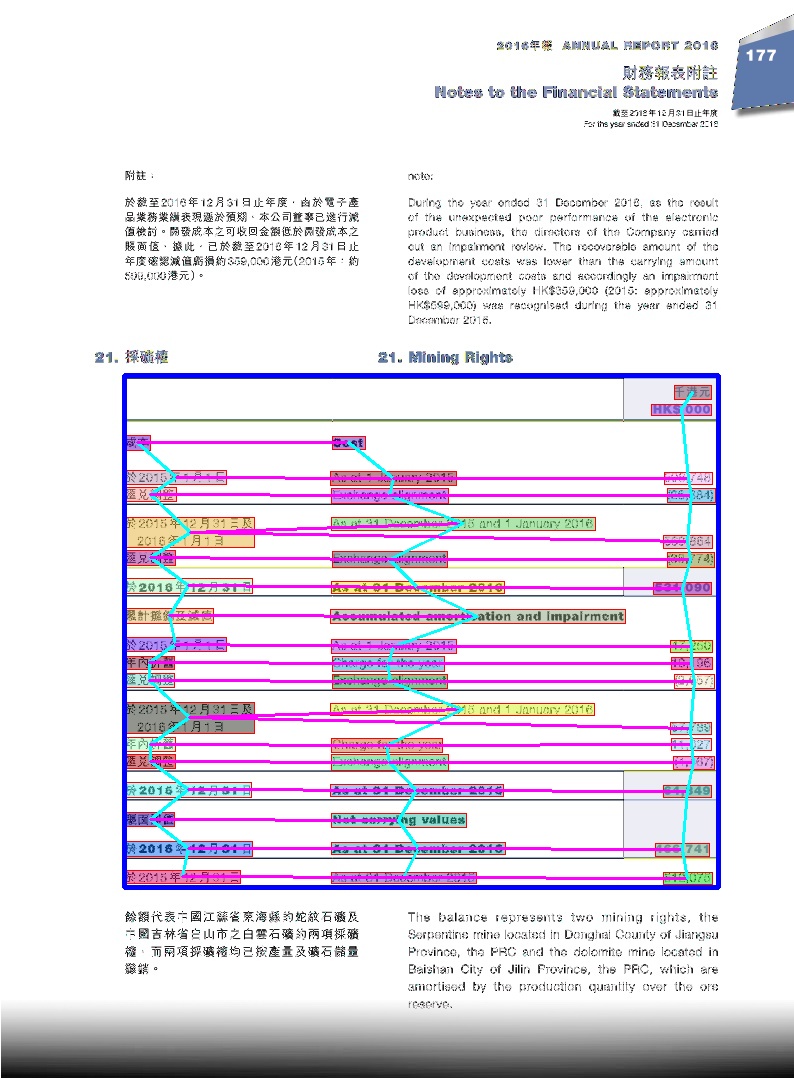 2016年報 ANNUAL REPORT 2016
177
財務報表附註
Notes to the Financial Statements
截至2016年12月31日止年度
For the year ended 31 December 2016
附註：
於截至2016年12月31日止年度，由於電子產
品業務業績表現遜於預期，本公司董事已進行減
值檢討。開發成本之可收回金額低於開發成本之
賬面值，據此，已於截至2016年12月31日止
年度確認減值虧損約359,000港元(2015年：約
599,000港元)。
note:
During the year ended 31 December 2016, as the result
of the unexpected poor performance of the electronic
product business, the directors of the Company carried
out an impairment review. The recoverable amount of the
development costs was lower than the carrying amount
of the development costs and accordingly an impairment
loss of approximately HK$359,000 (2015: approximately
HK$599,000) was recognised during the year ended 31
December 2016.
21. 採礦權 21. Mining Rights
千港元
HK$'000
成本 Cost
於2015年1月1日 As at 1 January 2015
匯兌調整 Exchange alignment (36,884)
於2015年12月31日及 As at 31 December 2015 and 1 January 2016
2016年1月1日 566,864
匯兌調整 Exchange alignment (35,774)
於2016年12月31日 As at 31 December 2016 531,090
累計攤銷及減值 Accumulated amortisation and impairment
於2015年1月1日 As at 1 January 2015 44,250
年內計提 Charge for the year 13,196
匯兌調整 Exchange alignment (2,657)
於2015年12月31日及 As at 31 December 2015 and 1 January 2016
2016年1月1日 54,789
年內計提 Charge for the year
匯兌調整 Exchange alignment
於2016年12月31日 As at 31 December 2016 64,349
賬面淨值 Net carrying values
於2016年12月31日 As at 31 December 2016 466,741
於2015年12月31日 As at 31 December 2015 512,075
餘額代表中國江蘇省東海縣的蛇紋石礦及
中國吉林省白山市之白雲石礦的兩項採礦
權，而兩項採礦權均已按產量及礦石儲量
攤銷。
The balance represents two mining rights, the
Serpentine mine located in Donghai County of Jiangsu
Province, the PRC and the dolomite mine located in
Baishan City of Jilin Province, the PRC, which are
amortised by the production quantity over the ore
reserve.